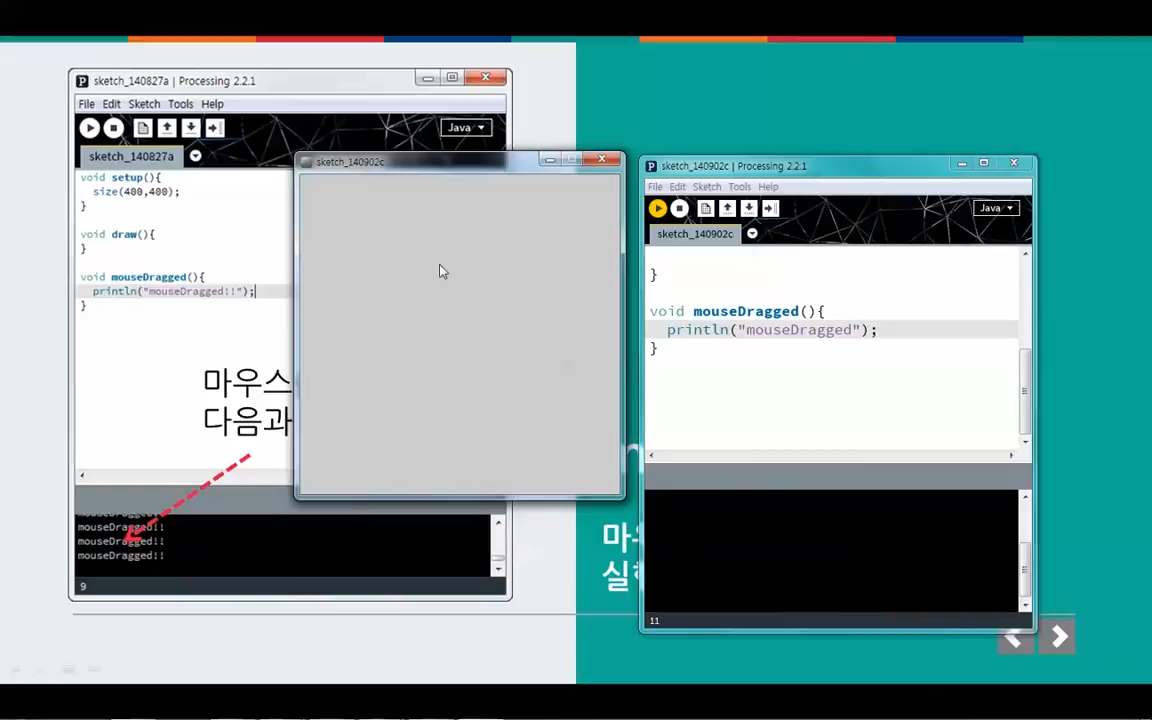 sketch_140827a | Processing 2.2.1
File Edit Sketch Tools Help
Java
sketch_140827a
void setup(){
size(400,400);
}
void draw(){
}
void mouseDragged(){
println("mouseDragged!!");
}
마우스
다음과
mouseDragged!!
mouseDragged!!
mouseDragged!!
9
sketch_140902c
sketch_140902c | Processing 2.2.1
File Edit Sketch Tools Help
Java
sketch_140902c
}
void mouseDragged(){
println("mouseDragged");
}
11